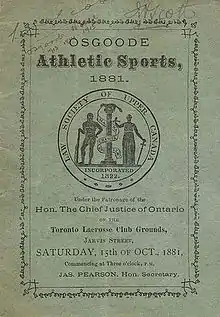 OSGOODE
Athletic Sports,
1881.
LAW SOCIETY OF UPPER CANADA
INCORPORATED
1822.
Under the Patronage of the
Hon. The Chief Justice of Ontario
ON THE
Toronto Lacrosse Club Grounds,
JARVIS STREET,
SATURDAY, 15th OF OCT., 1881,
Commencing at Three o'clock, P.M.
JAS. PEARSON, Hon. Secretary.